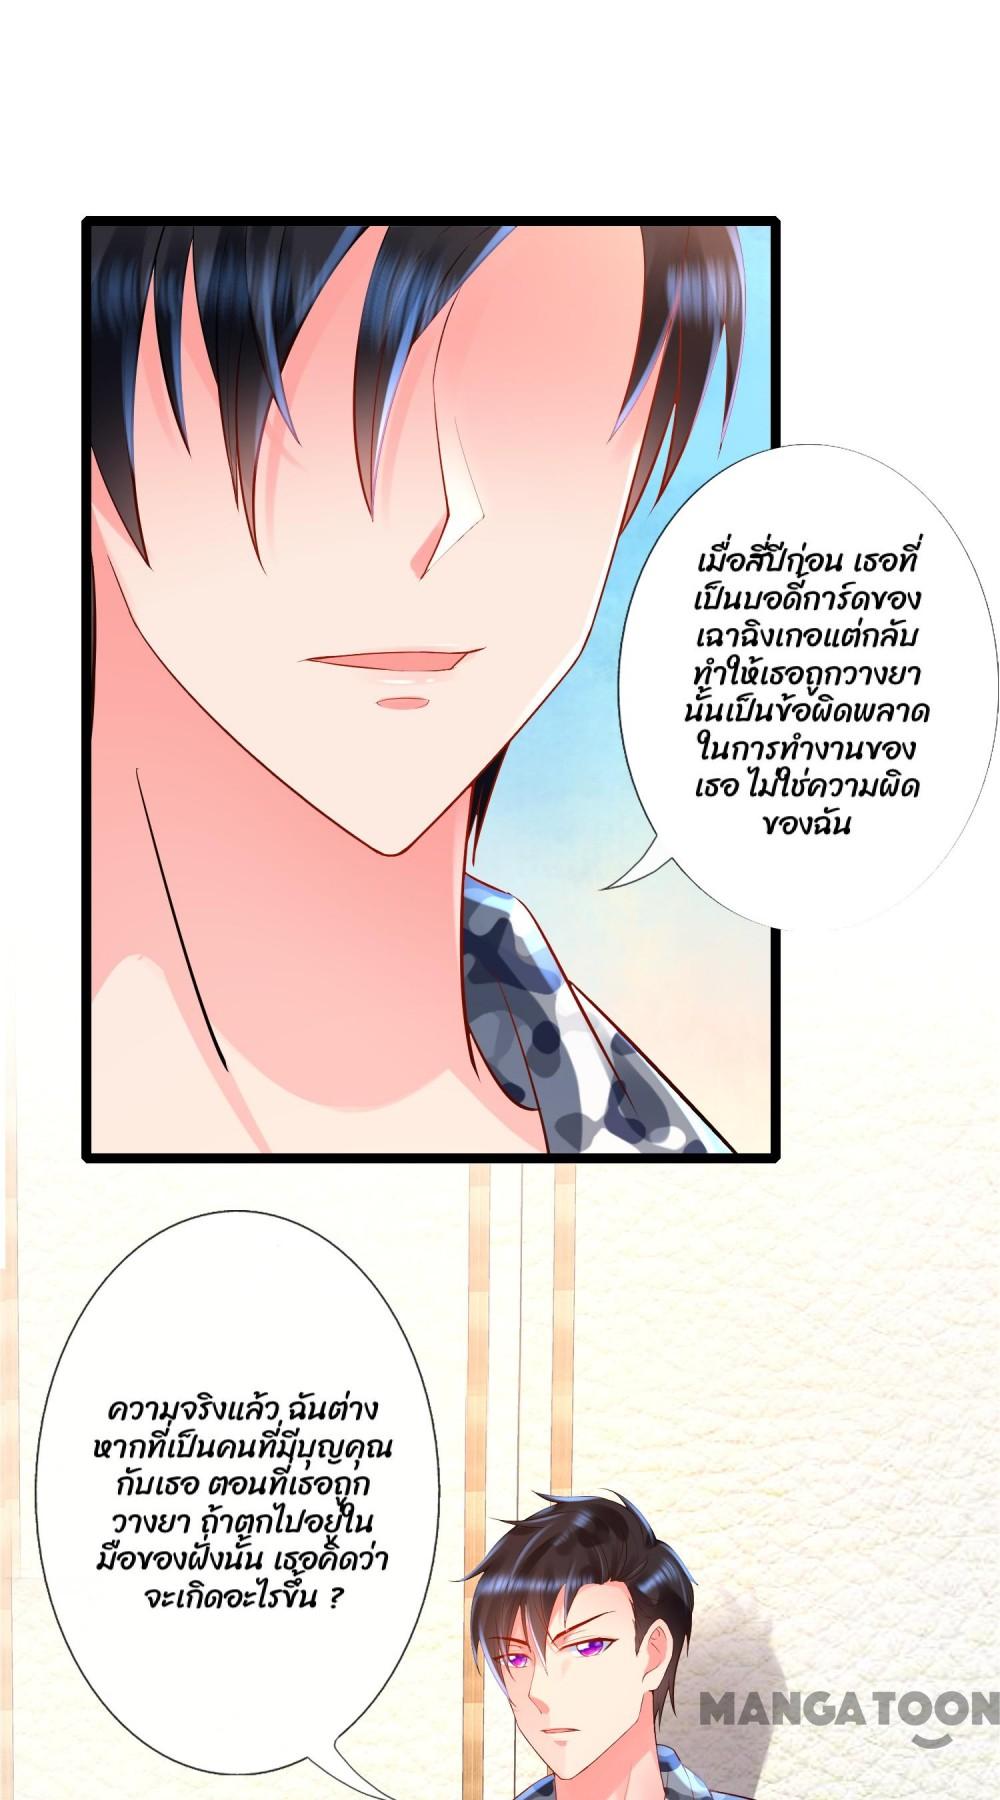 เมื่อสี่ปีก่อน เธอที่
เป็นบอดี้การ์ดของ
เฉาฉิงเกอแต่กลับ
ทำให้เธอถูกวางยา
นั้นเป็นข้อผิดพลาด
ในการทำงานของ
เธอ ไม่ใช่ความผิด
ของฉัน
ความจริงแล้ว ฉันต่าง
หากที่เป็นคนที่มีบุญคุณ
กับเธอ ตอนที่เธอถูก
วางยา ถ้าตกไปอยู่ใน
มือของฝั่งนั้น เธอคิดว่า
จะเกิดอะไรขึ้น ?
MANGATOON